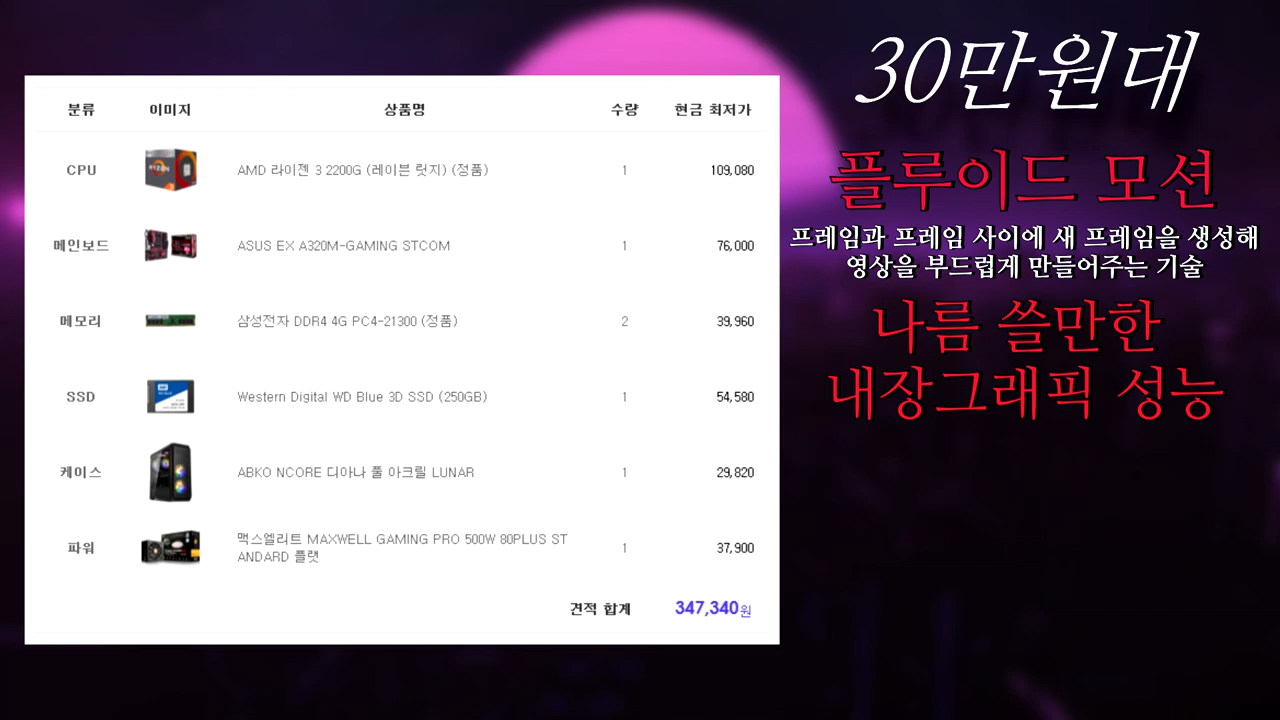 30만원대
분류 이미지 상품명 수량 현금 최저가
CPU AMD 라이젠 3 2200G (레이븐 릿지) (정품) 1 109,080
메인보드 ASUS EX A320M-GAMING STCOM 1 76,000
메모리 삼성전자 DDR4 4G PC4-21300 (정품) 2 39,960
SSD Western Digital WD Blue 3D SSD (250GB) 1 54,580
케이스 ABKO NCORE 디아나 풀 아크릴 LUNAR 1 29,820
파워 맥스엘리트 MAXWELL GAMING PRO 500W 80PLUS ST
ANDARD 플랫 1 37,900
견적 합계 347,340원
플루이드 모션
프레임과 프레임 사이에 새 프레임을 생성해
영상을 부드럽게 만들어주는 기술
나름 쓸만한
내장그래픽 성능